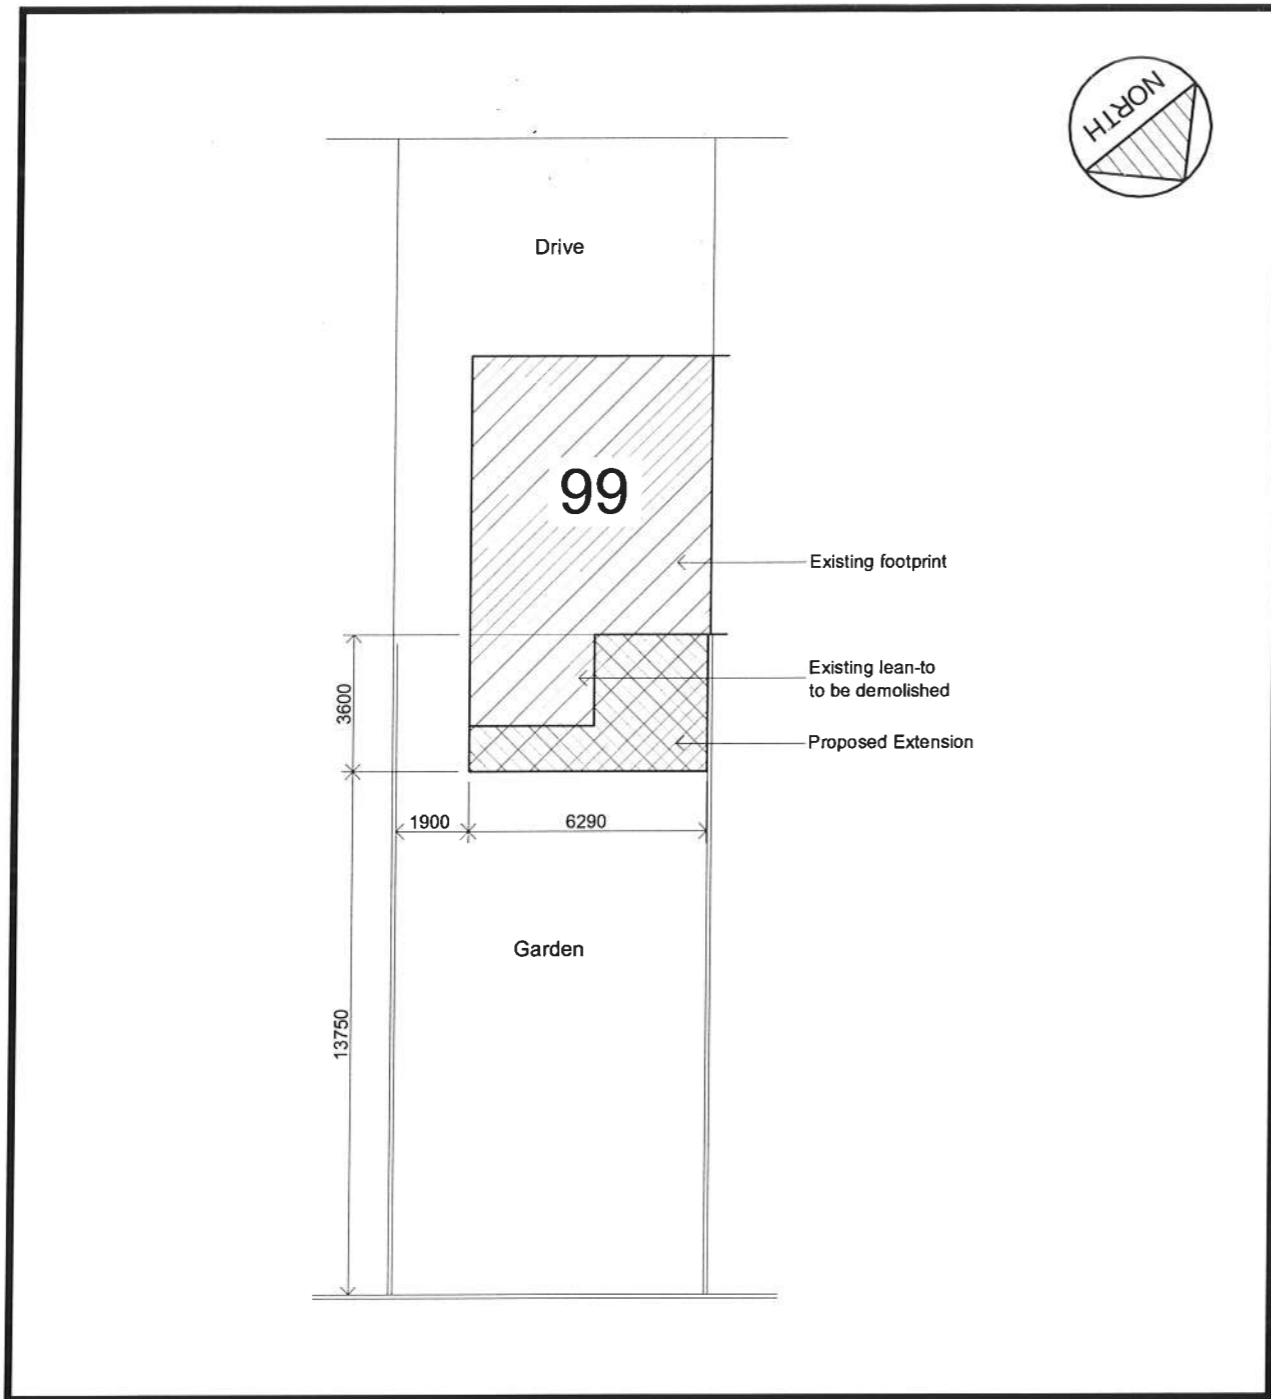 NORTH
Drive
99
Existing footprint
Existing lean-to
to be demolished
Proposed Extension
3600
1900
6290
Garden
13750